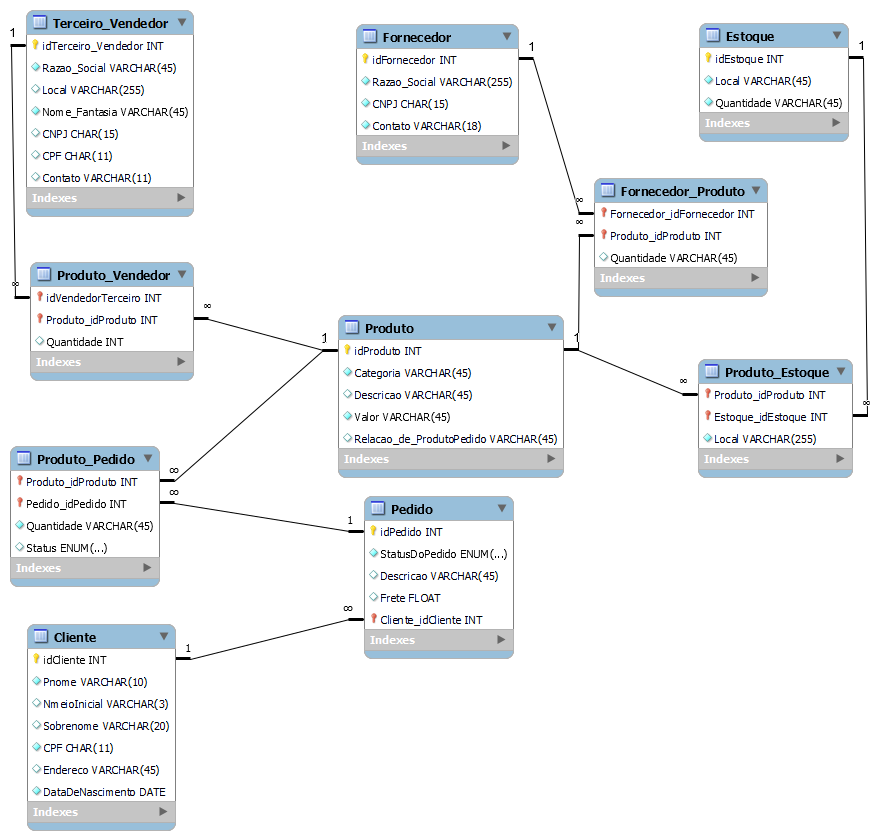 Terceiro_Vendedor
idTerceiro_Vendedor INT
Razao_Social VARCHAR(45)
Local VARCHAR(255)
Nome_Fantasia VARCHAR(45)
CNPJ CHAR(15)
CPF CHAR(11)
Contato VARCHAR(11)
Indexes
1
∞
Fornecedor
idFornecedor INT
Razao_Social VARCHAR(255)
CNPJ CHAR(15)
Contato VARCHAR(18)
Indexes
1
∞
Estoque
idEstoque INT
Local VARCHAR(45)
Quantidade VARCHAR(45)
Indexes
1
∞
Fornecedor_Produto
Fornecedor_idFornecedor INT
Produto_idProduto INT
Quantidade VARCHAR(45)
Indexes
∞
1
Produto_Vendedor
idVendedorTerceiro INT
Produto_idProduto INT
Quantidade INT
Indexes
∞
1
Produto
idProduto INT
Categoria VARCHAR(45)
Descricao VARCHAR(45)
Valor VARCHAR(45)
Relacao_de_ProdutoPedido VARCHAR(45)
Indexes
∞
Produto_Estoque
Produto_idProduto INT
Estoque_idEstoque INT
Local VARCHAR(255)
Indexes
Produto_Pedido
Produto_idProduto INT
Pedido_idPedido INT
Quantidade VARCHAR(45)
Status ENUM(...)
Indexes
∞
∞
1
Pedido
idPedido INT
StatusDoPedido ENUM(...)
Descricao VARCHAR(45)
Frete FLOAT
Cliente_idCliente INT
Indexes
∞
1
Cliente
idCliente INT
Pnome VARCHAR(10)
NmeioInicial VARCHAR(3)
Sobrenome VARCHAR(20)
CPF CHAR(11)
Endereco VARCHAR(45)
DataDeNascimento DATE
Indexes